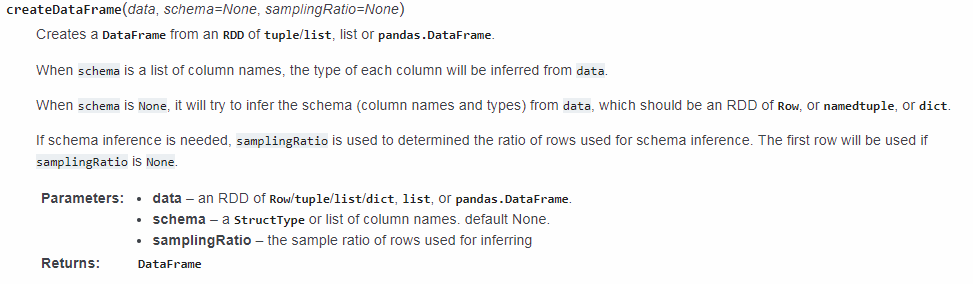 createDataFrame(data, schema=None, samplingRatio=None)
Creates a DataFrame from an RDD of tuple/list, list or pandas.DataFrame.
When schema is a list of column names, the type of each column will be inferred from data.
When schema is None, it will try to infer the schema (column names and types) from data, which should be an RDD of Row, or namedtuple, or dict.
If schema inference is needed, samplingRatio is used to determined the ratio of rows used for schema inference. The first row will be used if
samplingRatio is None.
Parameters: • data – an RDD of Row/tuple/list/dict, list, or pandas.DataFrame.
• schema – a StructType or list of column names. default None.
• samplingRatio – the sample ratio of rows used for inferring
Returns: DataFrame